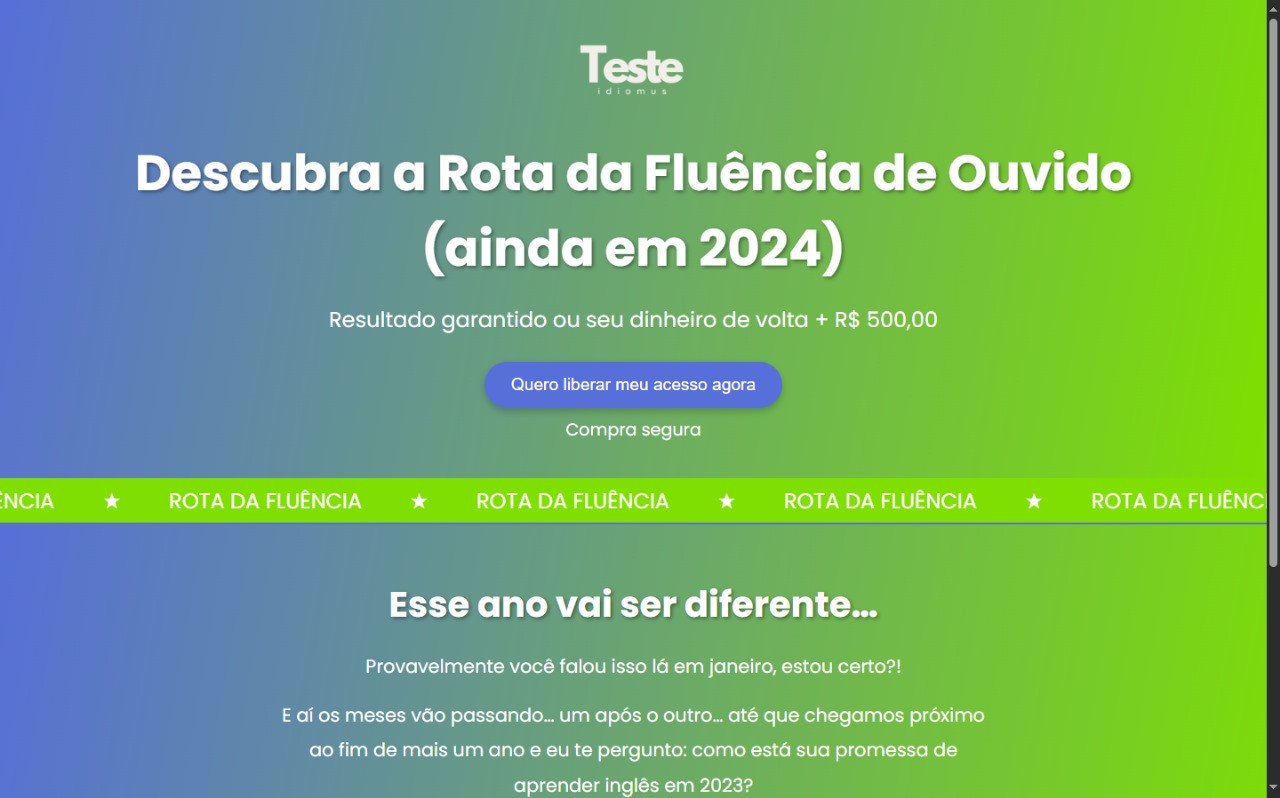 Teste
idiomus
Descubra a Rota da Fluência de Ouvido
(ainda em 2024)
Resultado garantido ou seu dinheiro de volta + R$ 500,00
Quero liberar meu acesso agora
Compra segura
ÊNCIA ★ ROTA DA FLUÊNCIA ★ ROTA DA FLUÊNCIA ★ ROTA DA FLUÊNCIA ★ ROTA DA FLUÊNC
Esse ano vai ser diferente...
Provavelmente você falou isso lá em janeiro, estou certo?!
E aí os meses vão passando... um após o outro... até que chegamos próximo
ao fim de mais um ano e eu te pergunto: como está sua promessa de
aprender inglês em 2023?